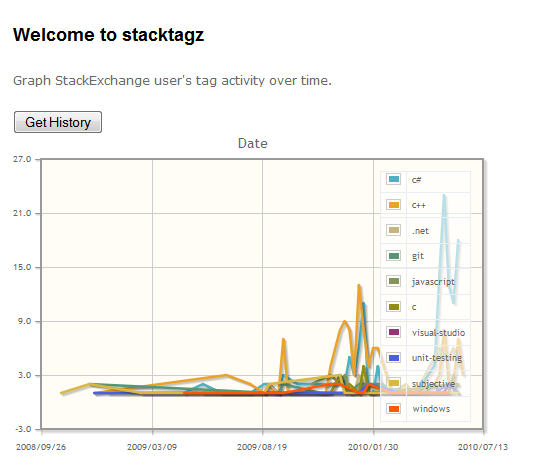 Welcome to stacktagz
Graph StackExchange user's tag activity over time.
Get History
Date
27.0
21.0
15.0
9.0
3.0
-3.0
c#
c++
.net
git
javascript
c
visual-studio
unit-testing
subjective
windows
2008/09/26 2009/03/09 2009/08/19 2010/01/30 2010/07/13